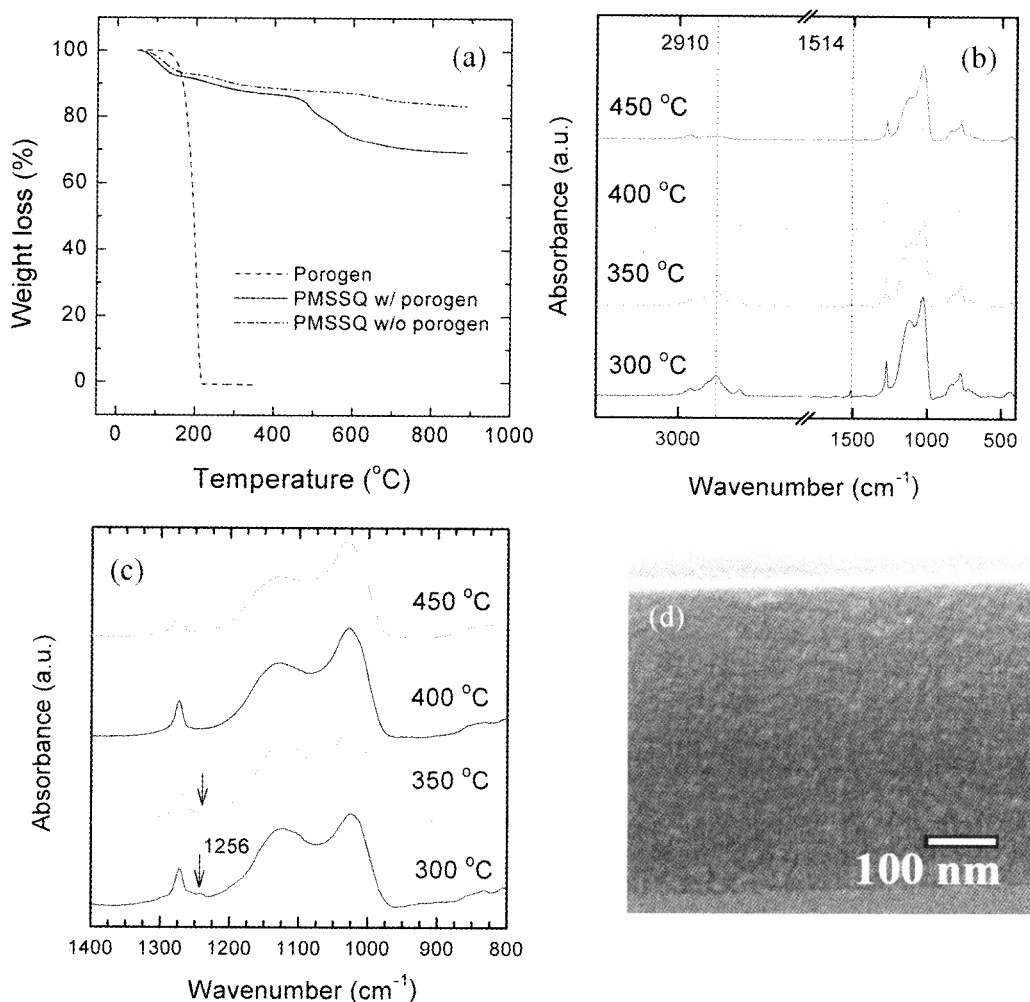 (a)
100
80
60
40
20
0
Weight loss (%)
Porogen
PMSSQ w/ porogen
PMSSQ w/o porogen
0 200 400 600 800 1000
Temperature (°C)
(b)
2910 1514
450 °C
400 °C
350 °C
300 °C
Absorbance (a.u.)
3000 1500 1000 500
Wavenumber (cm⁻¹)
(c)
450 °C
400 °C
350 °C
1256
300 °C
Absorbance (a.u.)
1400 1300 1200 1100 1000 900 800
Wavenumber (cm⁻¹)
(d)
100 nm